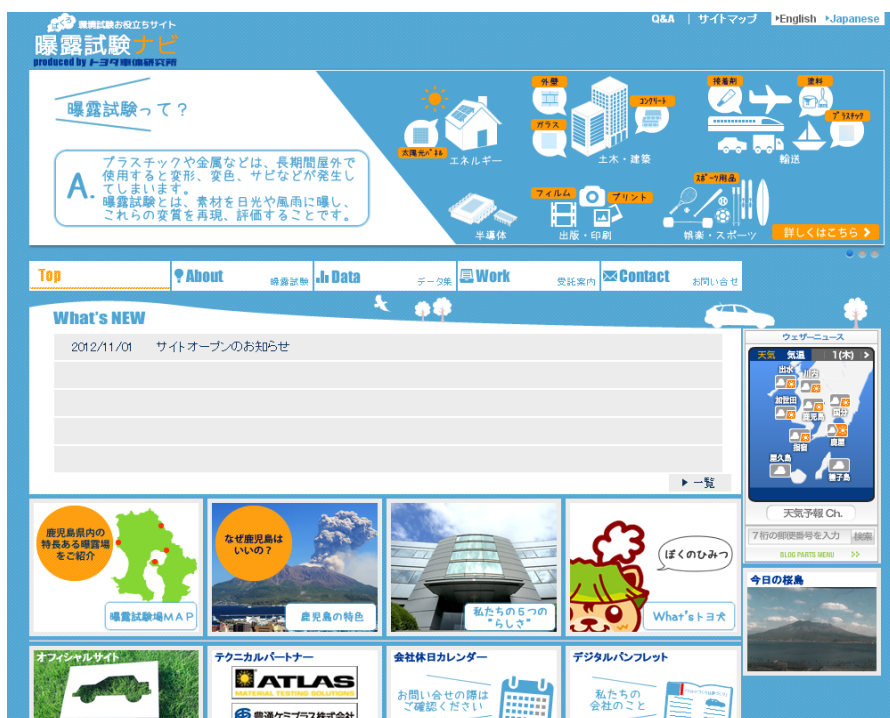 環境試験お役立ちサイト
曝露試験ナビ
produced by トヨタ車体研究所
Q&A | サイトマップ
English Japanese
曝露試験って？
A. プラスチックや金属などは、長期間屋外で
使用すると変形、変色、サビなどが発生し
てしまいます。
曝露試験とは、素材を日光や風雨に曝し、
これらの変質を再現、評価することです。
太陽光パネル
エネルギー
外壁
ガラス
コンクリート
土木・建築
接着剤
塗料
プラスチック
輸送
半導体
フィルム
プリント
出版・印刷
スポーツ用品
娯楽・スポーツ
詳しくはこちら
Top
About 曝露試験
Data データ集
Work 受託案内
Contact お問い合せ
What's NEW
2012/11/01 サイトオープンのお知らせ
一覧
ウェザーニュース
天気 気温 1(木) >
出水
川内
加世田
鹿児島
国分
指宿
鹿屋
屋久島
種子島
天気予報 Ch.
7桁の郵便番号を入力 検索
BLOG PARTS MENU >>
今日の桜島
鹿児島県内の
特長ある曝露場
をご紹介
曝露試験場MAP
なぜ鹿児島は
いいの？
鹿児島の特色
私たちの５つの
"らしさ"
ぼくのひみつ
What'sトヨ犬
オフィシャルサイト
テクニカルパートナー
ATLAS
MATERIAL TESTING SOLUTIONS
豊通ケミプラス株式会社
会社休日カレンダー
お問い合せの際は
ご確認ください
デジタルパンフレット
私たちの
会社のこと